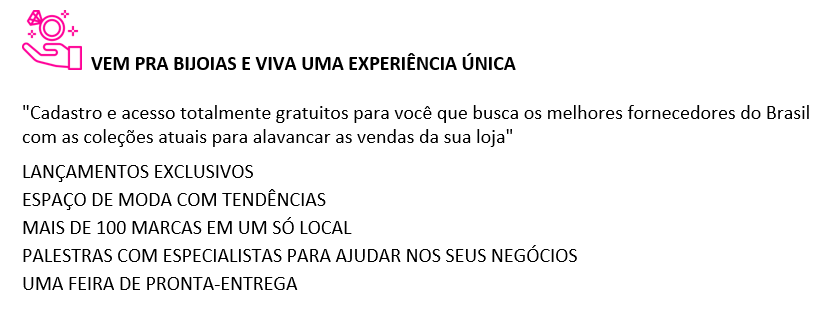 VEM PRA BIJOIAS E VIVA UMA EXPERIÊNCIA ÚNICA
"Cadastro e acesso totalmente gratuitos para você que busca os melhores fornecedores do Brasil
com as coleções atuais para alavancar as vendas da sua loja"
LANÇAMENTOS EXCLUSIVOS
ESPAÇO DE MODA COM TENDÊNCIAS
MAIS DE 100 MARCAS EM UM SÓ LOCAL
PALESTRAS COM ESPECIALISTAS PARA AJUDAR NOS SEUS NEGÓCIOS
UMA FEIRA DE PRONTA-ENTREGA